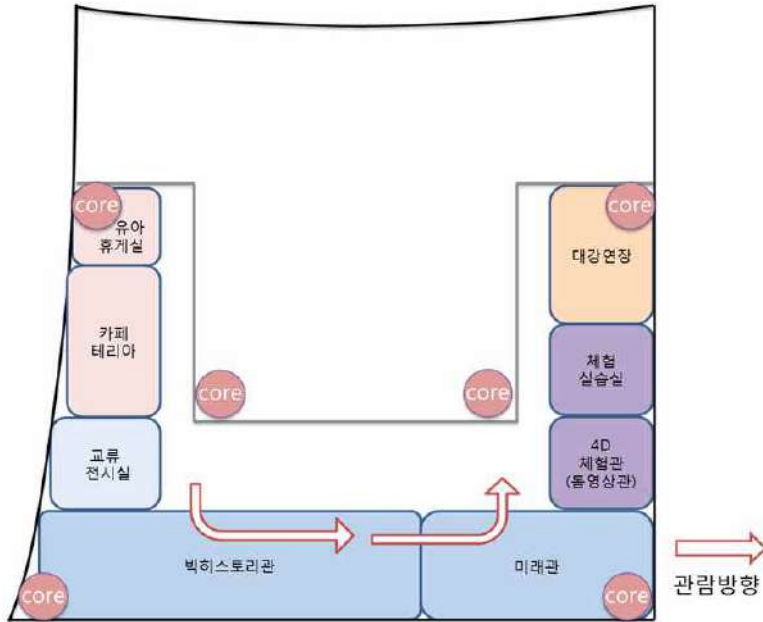 core
유아
휴게실
카페
테리아
교류
전시실
core
core
core
대강연장
체험
실습실
4D
체험관
(돔영상관)
빅히스토리관
미래관
core
core
관람방향